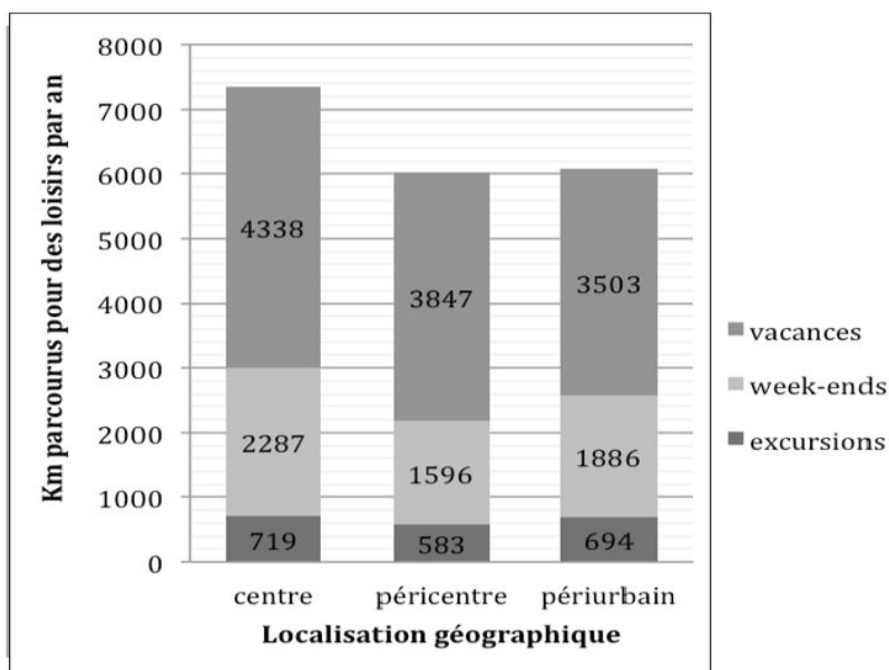 Km parcourus pour des loisirs par an
8000
7000
6000
5000
4000
3000
2000
1000
0
4338
2287
719
3847
1596
583
3503
1886
694
centre
péricentre
périurbain
Localisation géographique
vacances
week-ends
excursions